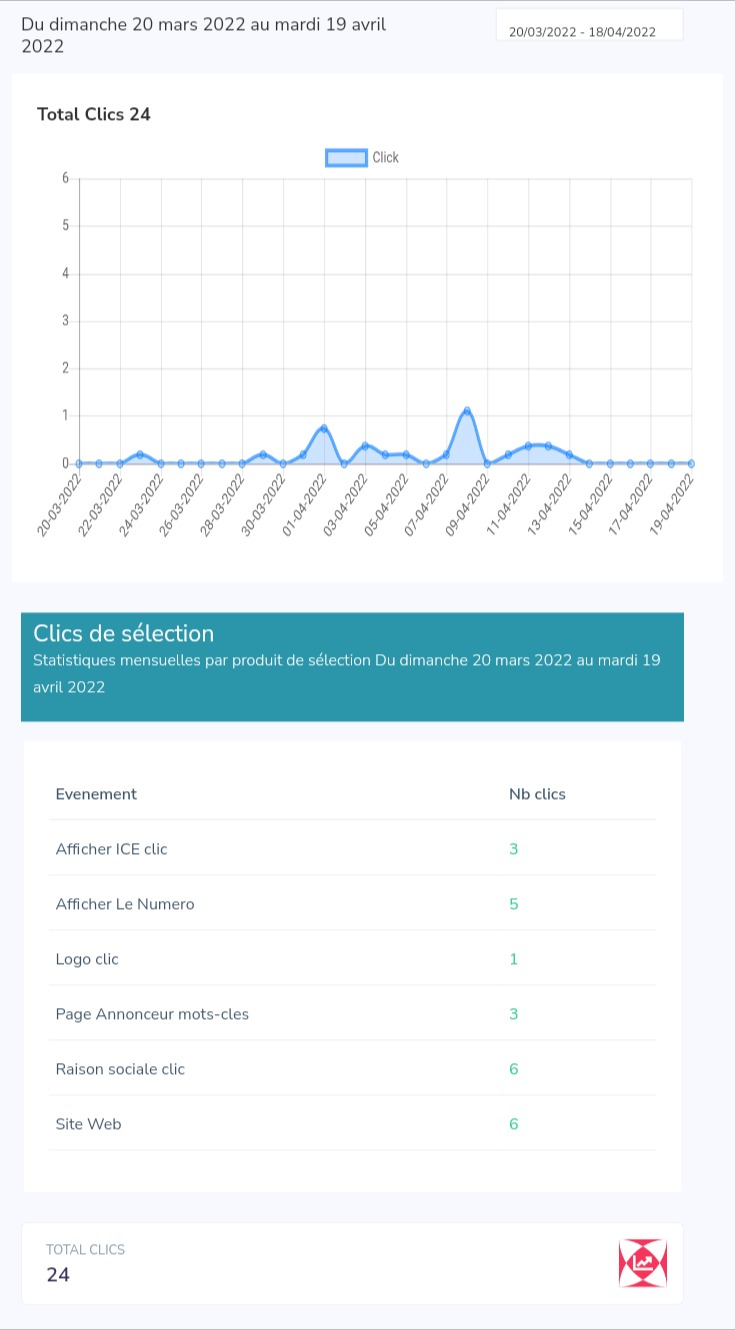 Du dimanche 20 mars 2022 au mardi 19 avril
2022
20/03/2022 - 18/04/2022
Total Clics 24
Click
6
5
4
3
2
1
0
20-03-2022
22-03-2022
24-03-2022
26-03-2022
28-03-2022
30-03-2022
01-04-2022
03-04-2022
05-04-2022
07-04-2022
09-04-2022
11-04-2022
13-04-2022
15-04-2022
17-04-2022
19-04-2022
Clics de sélection
Statistiques mensuelles par produit de sélection Du dimanche 20 mars 2022 au mardi 19
avril 2022
Evenement Nb clics
Afficher ICE clic 3
Afficher Le Numero 5
Logo clic 1
Page Annonceur mots-cles 3
Raison sociale clic 6
Site Web 6
TOTAL CLICS
24